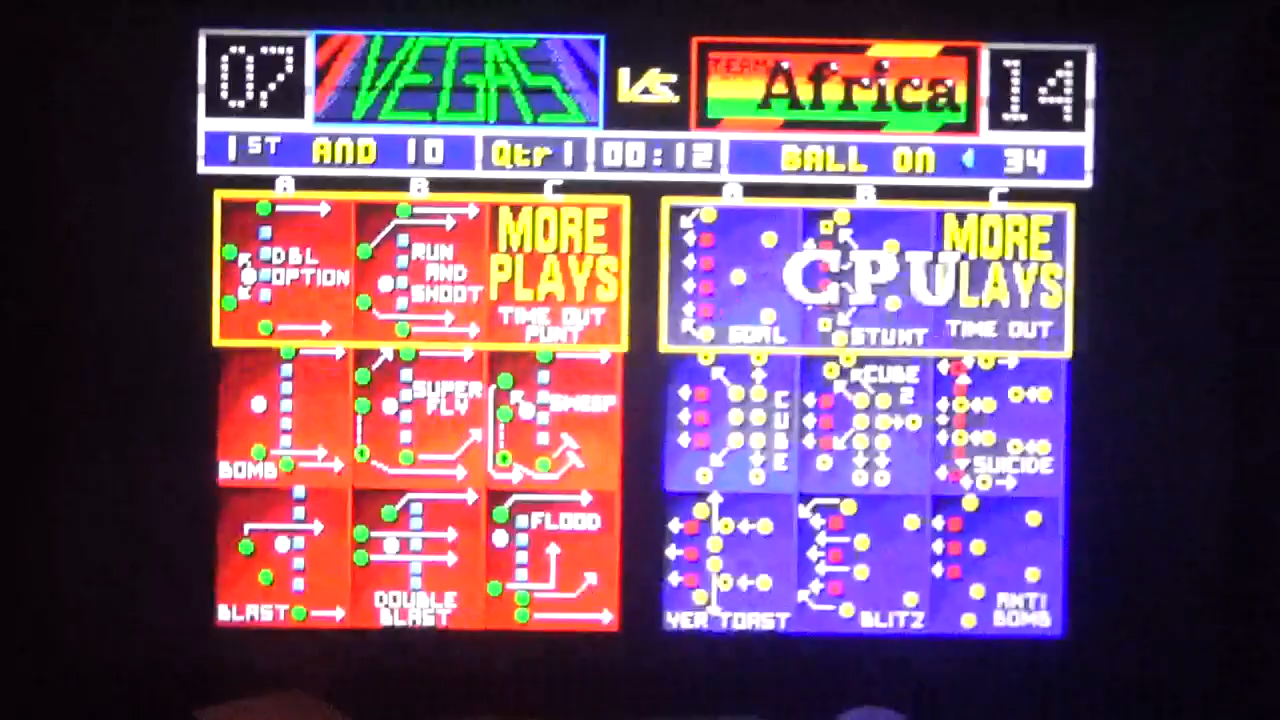 07 VEGAS VS. TEAM Africa 14
1ST AND 10 Qtr 1 00:12 BALL ON 34
A B C A B C
DBL OPTION
RUN AND SHOOT
MORE PLAYS
TIME OUT
PUNT
GOAL
STUNT
CPU
MORE
LAYS
TIME OUT
BOMB
SUPER FLY
SWEEP
CUBE
CUBE 2
SUICIDE
BLAST
DOUBLE BLAST
FLOOD
YER TOAST
BLITZ
ANTI BOMB